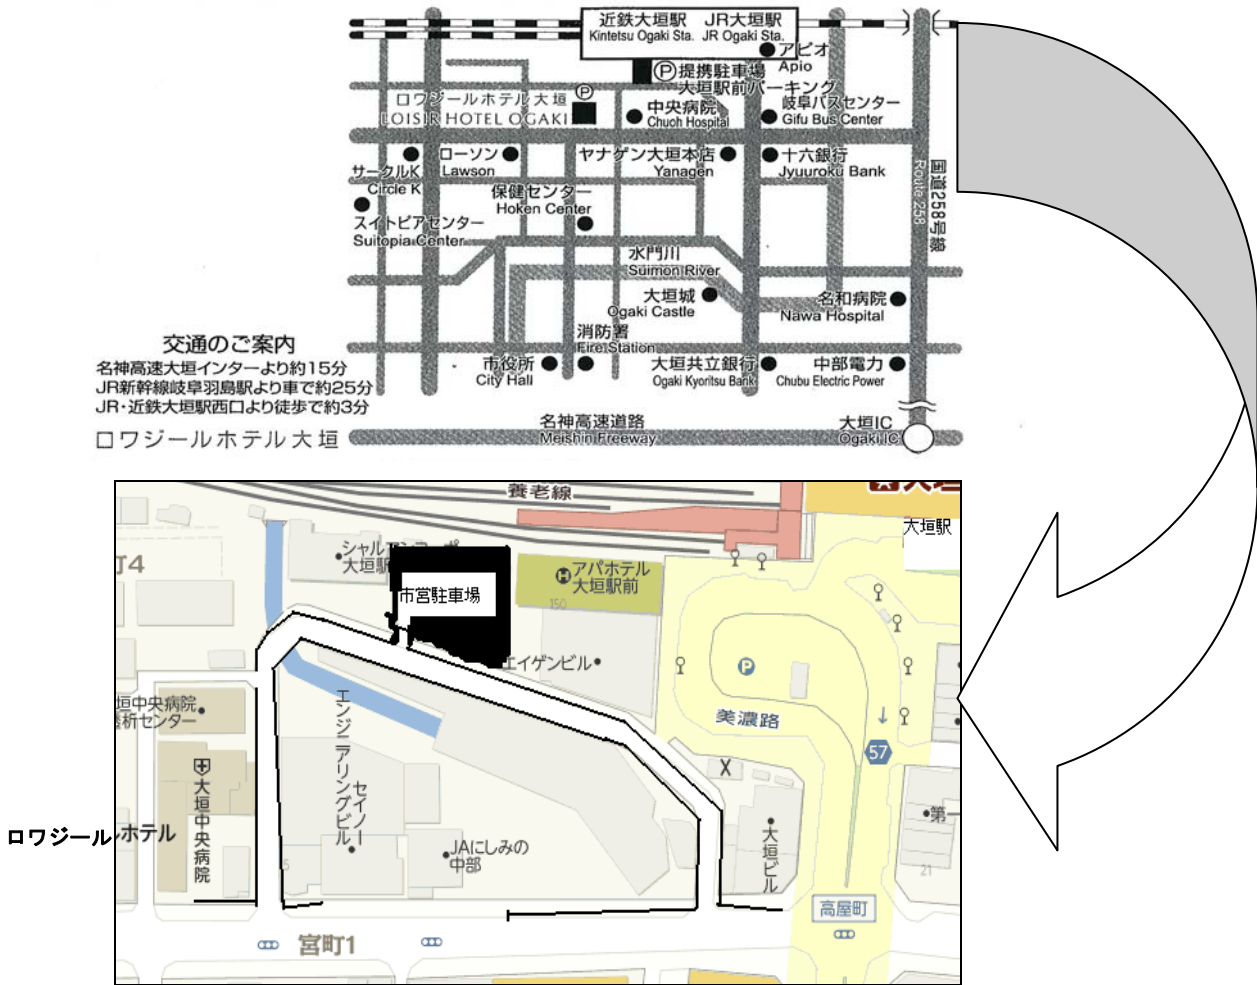 近鉄大垣駅 JR大垣駅
Kintetsu Ogaki Sta. JR Ogaki Sta.
アピオ
Apio
P 提携駐車場
大垣駅前パーキング
P
ロワジールホテル大垣
LOISIR HOTEL OGAKI
中央病院
Chuoh Hospital
岐阜バスセンター
Gifu Bus Center
サークルK
Circle K
ローソン
Lawson
ヤナゲン大垣本店
Yanagen
十六銀行
Jyuuroku Bank
国道258号線
Route 258
保健センター
Hoken Center
スイトピアセンター
Suitopia Center
水門川
Suimon River
大垣城
Ogaki Castle
名和病院
Nawa Hospital
消防署
Fire Station
市役所
City Hall
大垣共立銀行
Ogaki Kyoritsu Bank
中部電力
Chubu Electric Power
交通のご案内
名神高速大垣インターより約15分
JR新幹線岐阜羽島駅より車で約25分
JR・近鉄大垣駅西口より徒歩で約3分
ロワジールホテル大垣
名神高速道路
Meishin Freeway
大垣IC
Ogaki IC
養老線
大垣駅
町4
大垣駅
市営駐車場
H アパホテル
大垣駅前
150
エイゲンビル
P
美濃路
57
垣中央病院
析センター
大垣中央病院
エンジニアリングビル
セイノー
JAにしみの
中部
5
X
大垣ビル
第一
21
ロワジールホテル
高屋町
宮町1